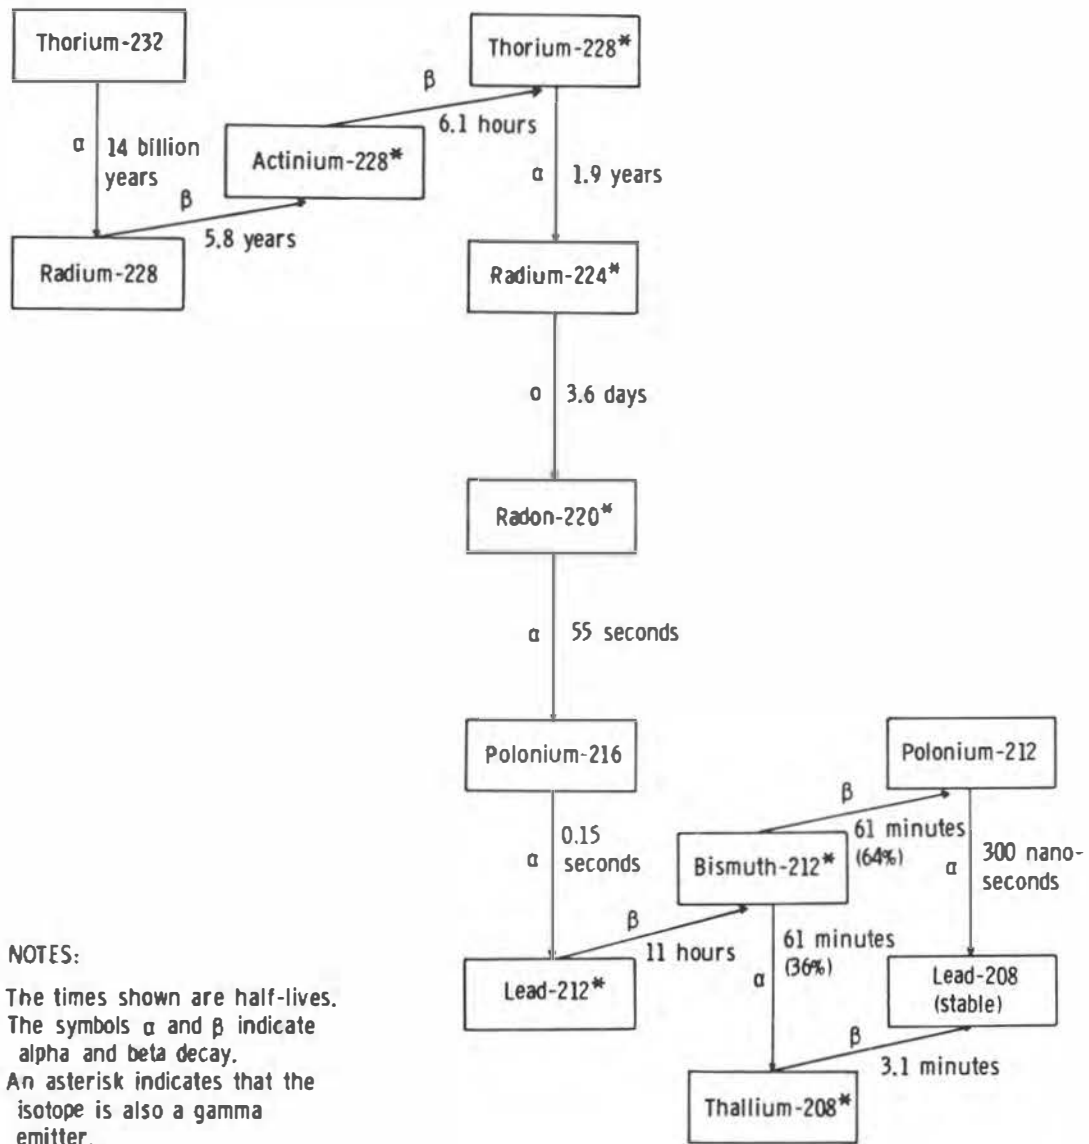 Thorium-232
α
14 billion
years
Radium-228
β
5.8 years
Actinium-228*
β
6.1 hours
Thorium-228*
α
1.9 years
Radium-224*
α
3.6 days
Radon-220*
α
55 seconds
Polonium-216
α
0.15
seconds
Lead-212*
β
11 hours
Bismuth-212*
β
61 minutes
(64%)
Polonium-212
α
300 nano-
seconds
α
61 minutes
(36%)
Thallium-208*
β
3.1 minutes
Lead-208
(stable)
NOTES:
The times shown are half-lives.
The symbols α and β indicate
alpha and beta decay.
An asterisk indicates that the
isotope is also a gamma
emitter.